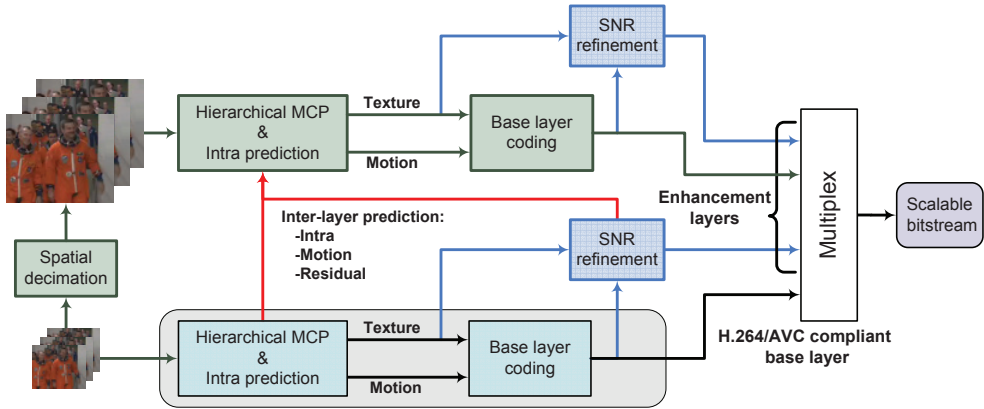 SNR
refinement
Hierarchical MCP
&
Intra prediction
Texture
Motion
Base layer
coding
Enhancement
layers
Multiplex
Scalable
bitstream
Inter-layer prediction:
-Intra
-Motion
-Residual
SNR
refinement
Spatial
decimation
Hierarchical MCP
&
Intra prediction
Texture
Motion
Base layer
coding
H.264/AVC compliant
base layer